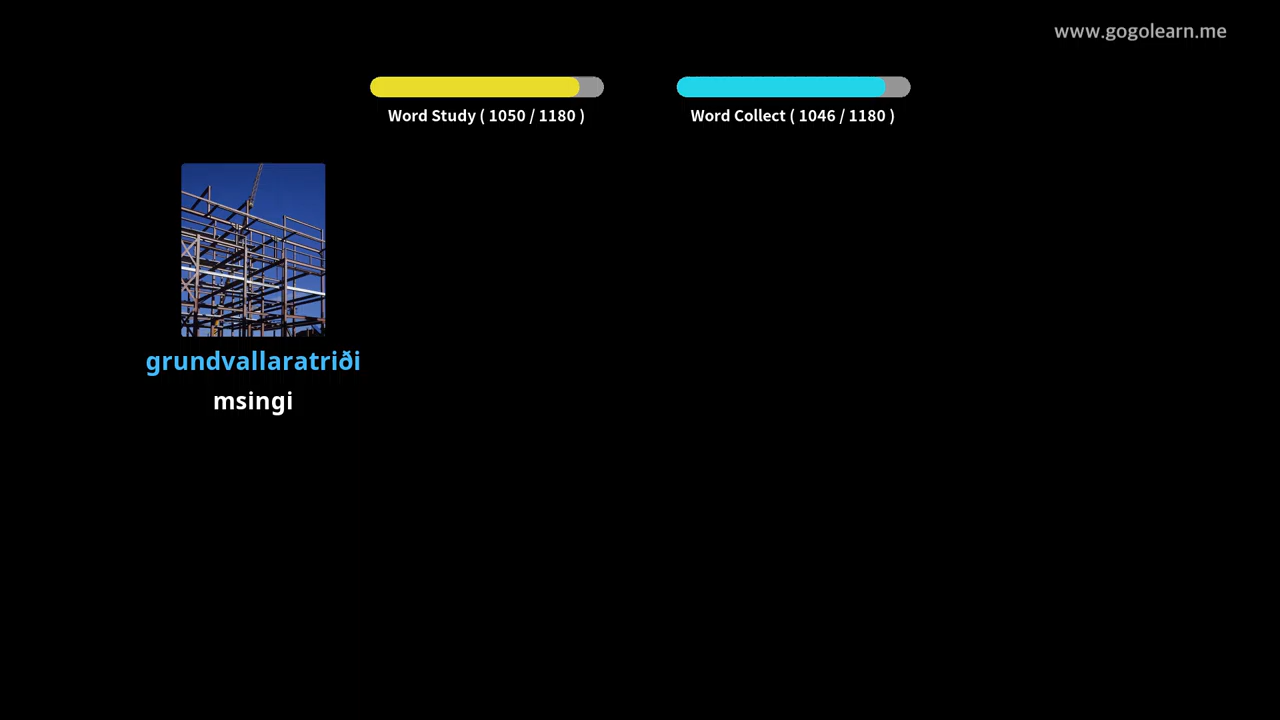 www.gogolearn.me
Word Study ( 1050 / 1180 )
Word Collect ( 1046 / 1180 )
grundvallaratriði
msingi